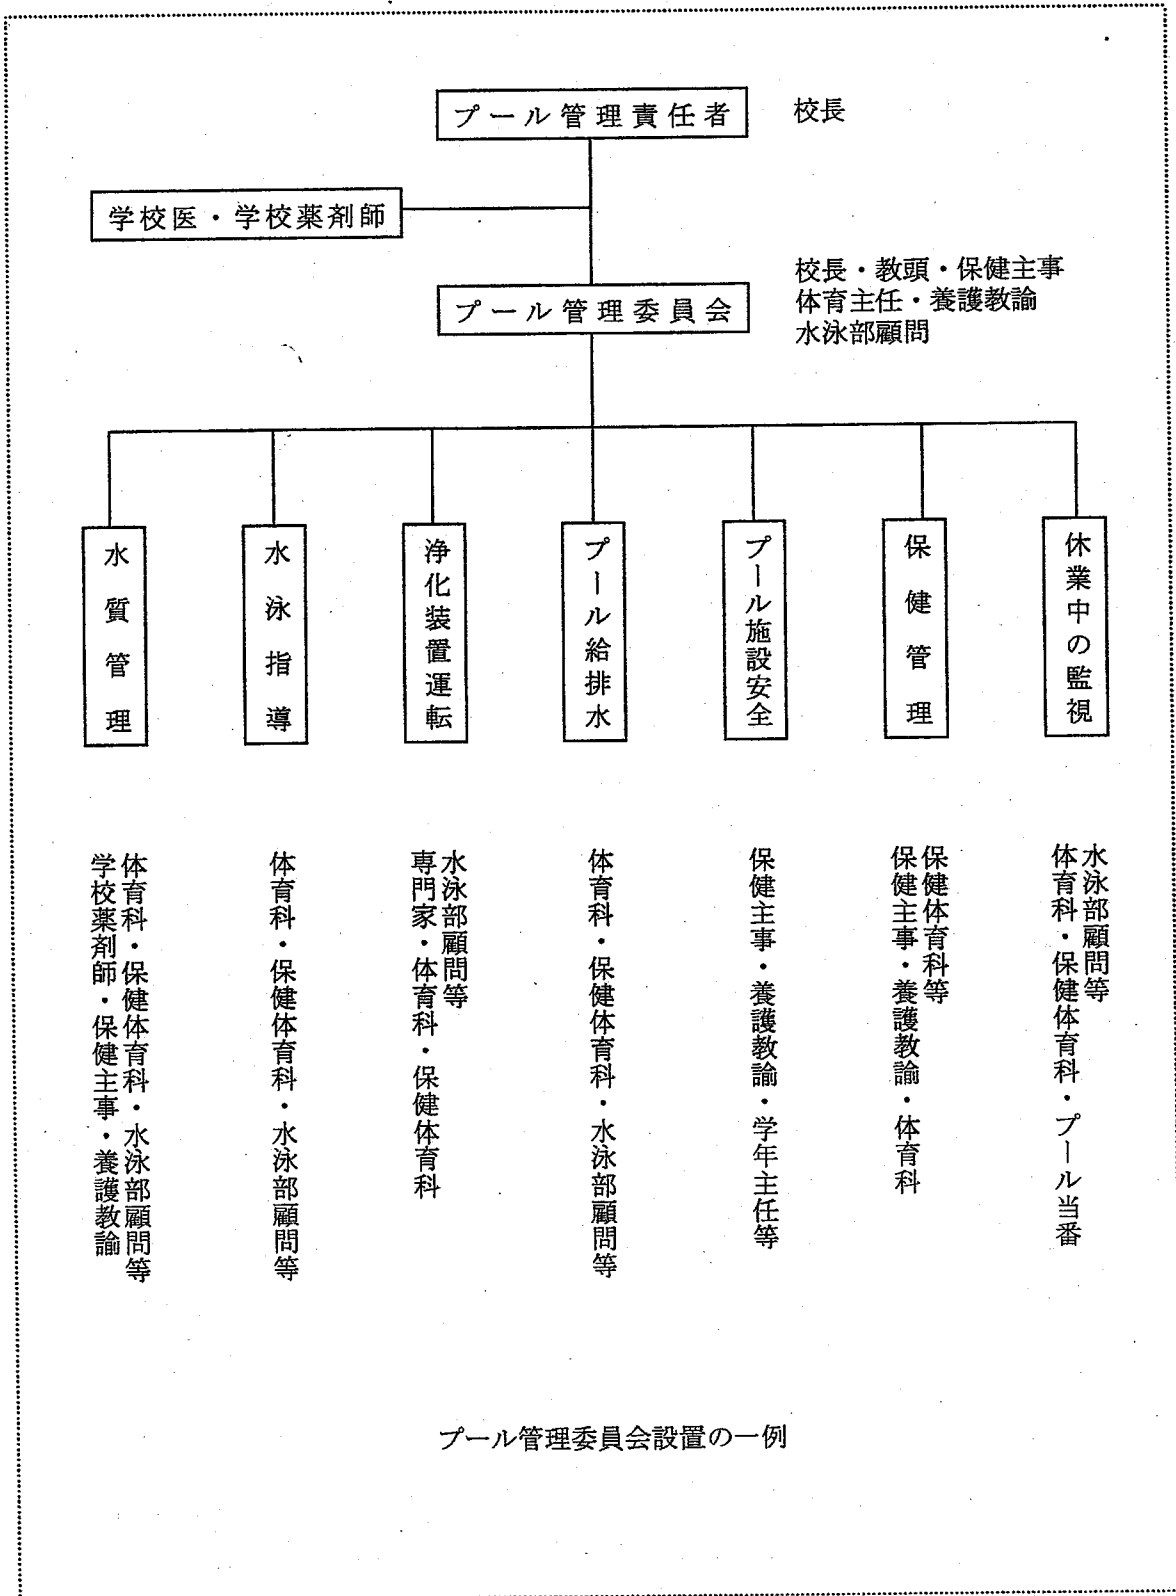 プール管理責任者
校長
学校医・学校薬剤師
プール管理委員会
校長・教頭・保健主事
体育主任・養護教諭
水泳部顧問
水質管理
水泳指導
浄化装置運転
プール給排水
プール施設安全
保健管理
休業中の監視
体育科・保健体育科・水泳部顧問等
学校薬剤師・保健主事・養護教諭
体育科・保健体育科・水泳部顧問等
水泳部顧問等
専門家・体育科・保健体育科
体育科・保健体育科・水泳部顧問等
保健主事・養護教諭・学年主任等
保健体育科等
保健主事・養護教諭・体育科
水泳部顧問等
体育科・保健体育科・プール当番
プール管理委員会設置の一例